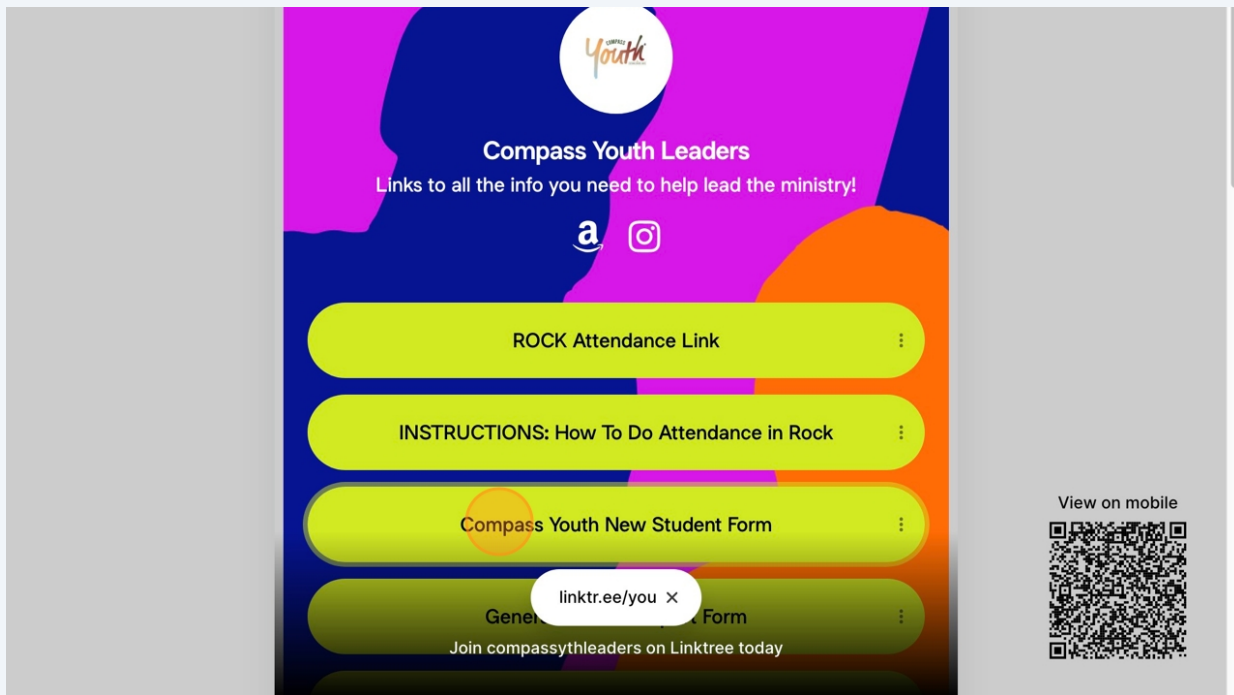 COMPASS
Youth
Compass Youth Leaders
Links to all the info you need to help lead the ministry!
ROCK Attendance Link
INSTRUCTIONS: How To Do Attendance in Rock
Compass Youth New Student Form
View on mobile
linktr.ee/you ✕
Form
Join compassythleaders on Linktree today